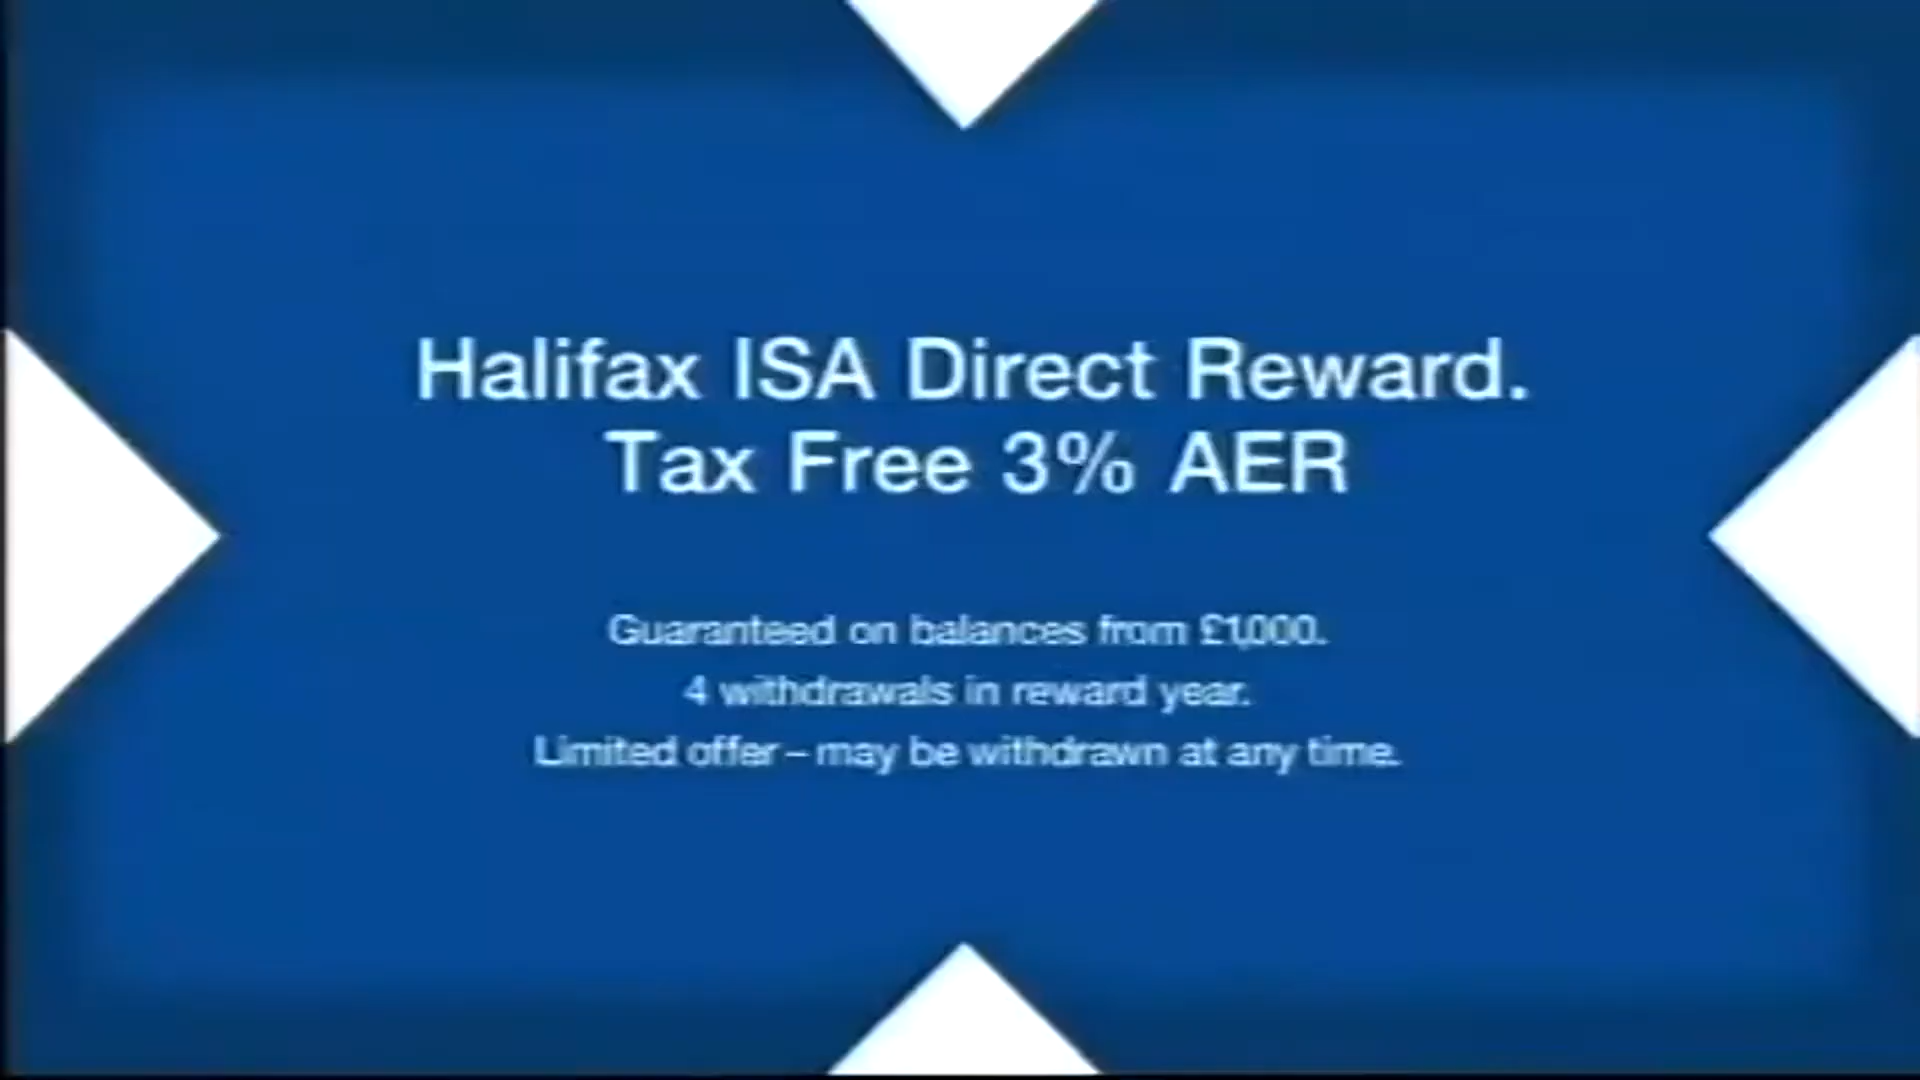 Halifax ISA Direct Reward.
Tax Free 3% AER
Guaranteed on balances from £1,000.
4 withdrawals in reward year.
Limited offer – may be withdrawn at any time.